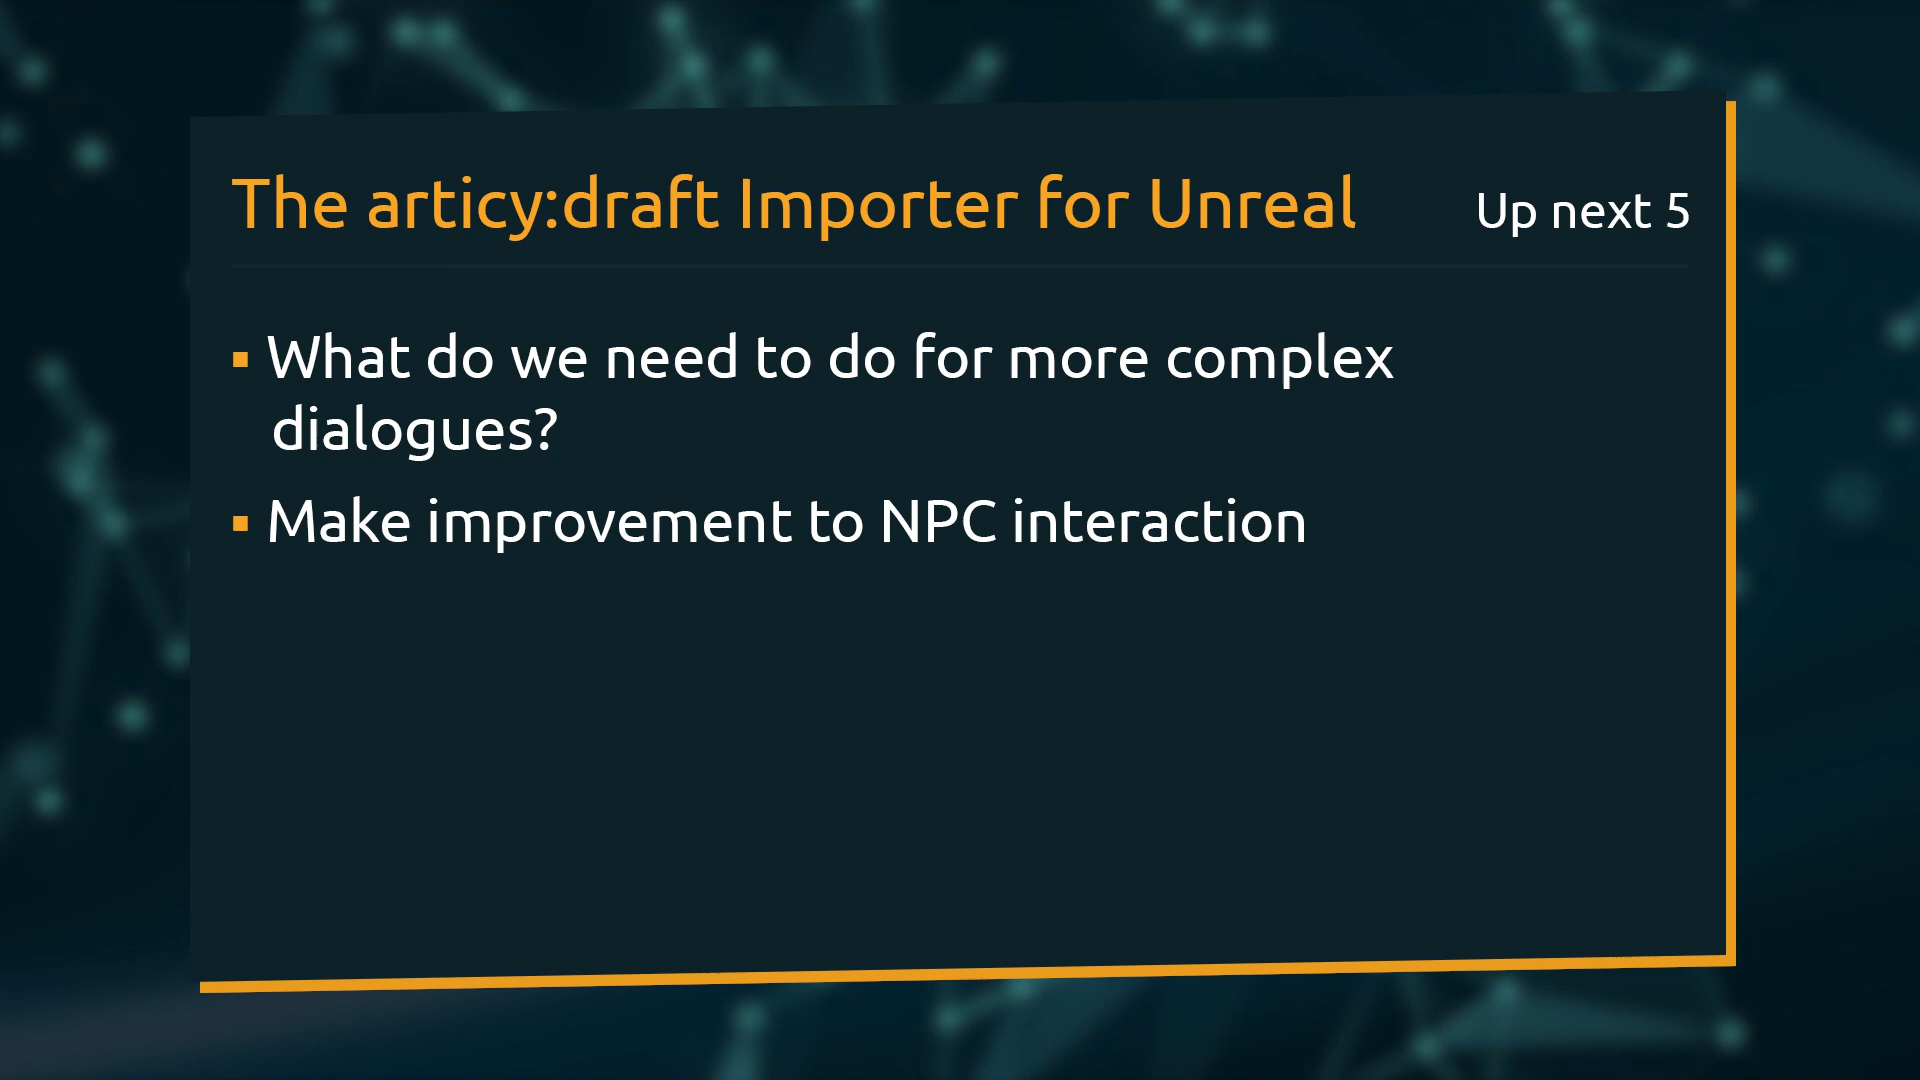 The articy:draft Importer for Unreal
Up next 5
▪ What do we need to do for more complex
dialogues?
▪ Make improvement to NPC interaction